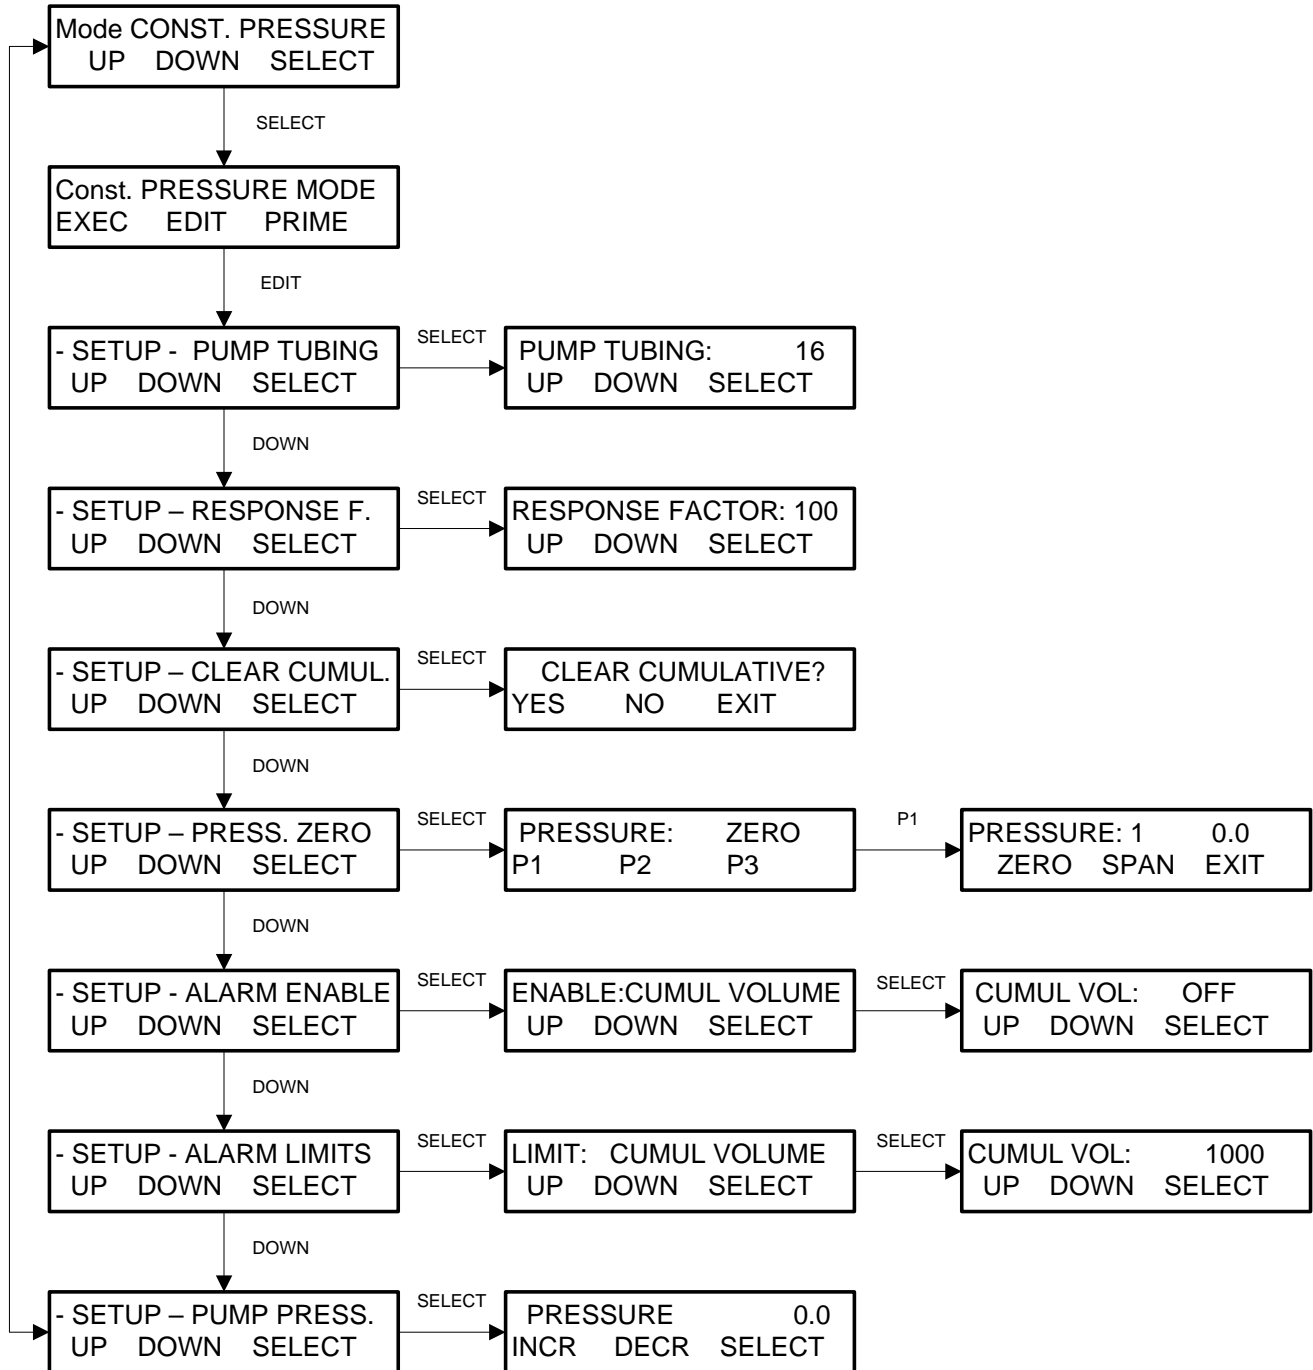 Mode CONST. PRESSURE
UP DOWN SELECT
SELECT
Const. PRESSURE MODE
EXEC EDIT PRIME
EDIT
- SETUP - PUMP TUBING
UP DOWN SELECT
SELECT
PUMP TUBING: 16
UP DOWN SELECT
DOWN
- SETUP – RESPONSE F.
UP DOWN SELECT
SELECT
RESPONSE FACTOR: 100
UP DOWN SELECT
DOWN
- SETUP – CLEAR CUMUL.
UP DOWN SELECT
SELECT
CLEAR CUMULATIVE?
YES NO EXIT
DOWN
- SETUP – PRESS. ZERO
UP DOWN SELECT
SELECT
PRESSURE: ZERO
P1 P2 P3
P1
PRESSURE: 1 0.0
ZERO SPAN EXIT
DOWN
- SETUP - ALARM ENABLE
UP DOWN SELECT
SELECT
ENABLE:CUMUL VOLUME
UP DOWN SELECT
SELECT
CUMUL VOL: OFF
UP DOWN SELECT
DOWN
- SETUP - ALARM LIMITS
UP DOWN SELECT
SELECT
LIMIT: CUMUL VOLUME
UP DOWN SELECT
SELECT
CUMUL VOL: 1000
UP DOWN SELECT
DOWN
- SETUP – PUMP PRESS.
UP DOWN SELECT
SELECT
PRESSURE 0.0
INCR DECR SELECT